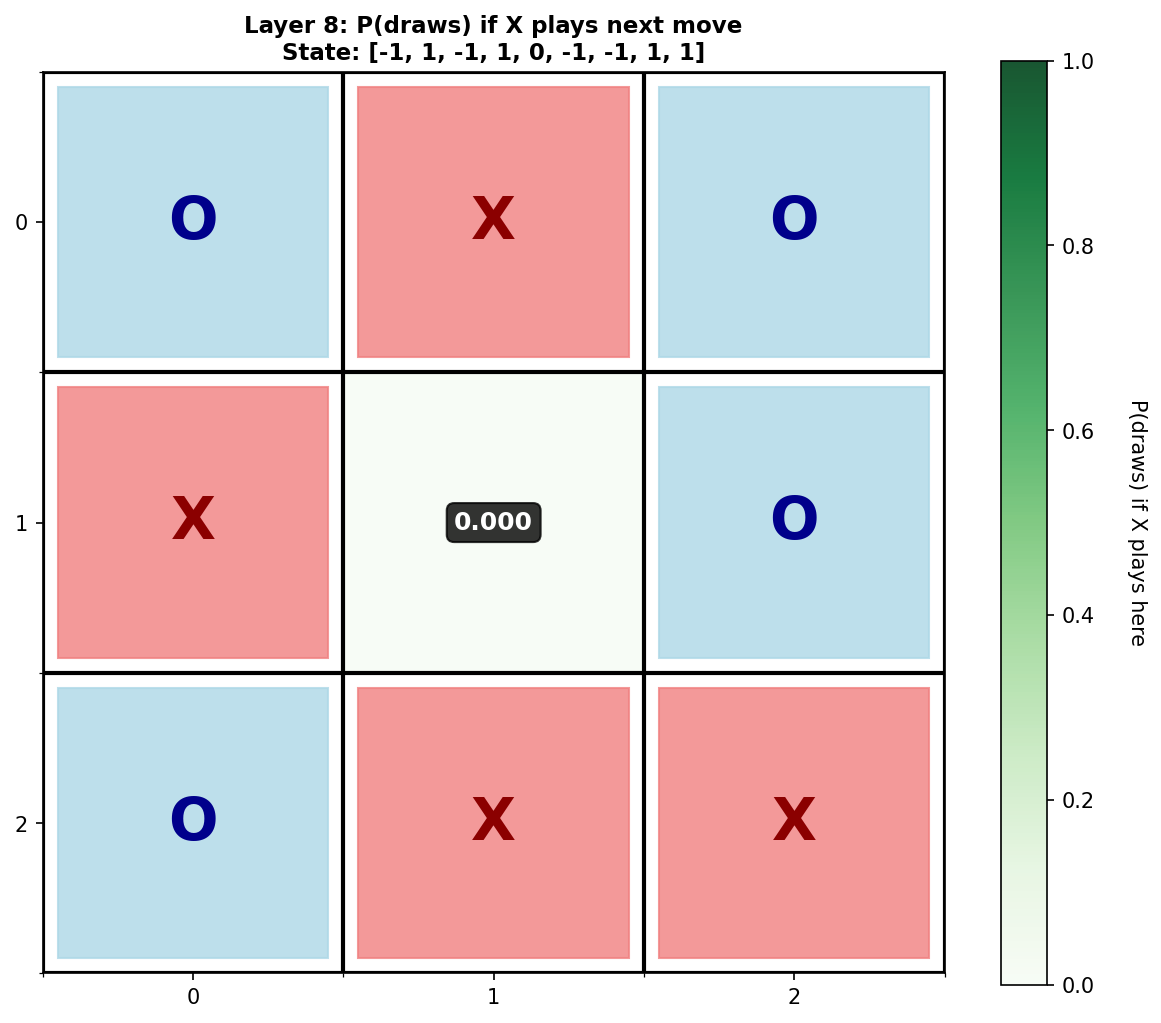 Layer 8: P(draws) if X plays next move
State: [-1, 1, -1, 1, 0, -1, -1, 1, 1]
0
O
X
O
1
X
0.000
O
2
O
X
X
0
1
2
1.0
0.8
0.6
0.4
0.2
0.0
P(draws) if X plays here